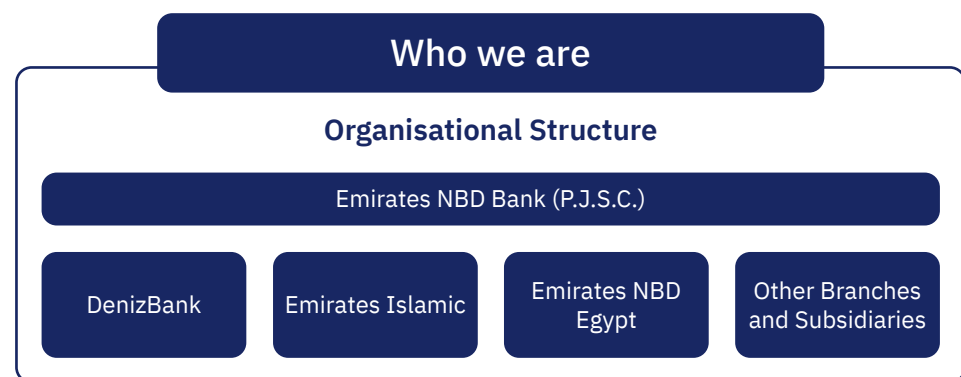 Who we are
Organisational Structure
Emirates NBD Bank (P.J.S.C.)
DenizBank
Emirates Islamic
Emirates NBD
Egypt
Other Branches
and Subsidiaries